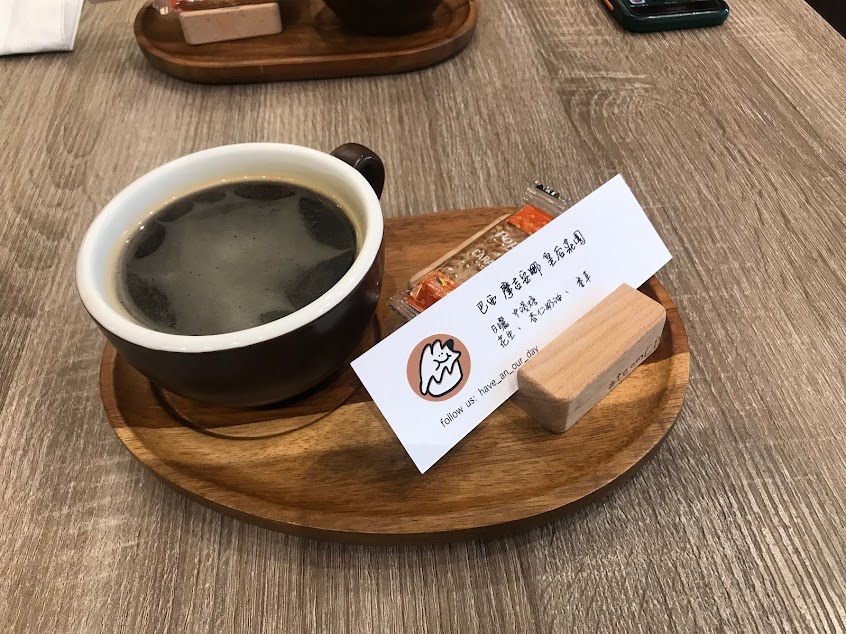 巴西 摩吉安娜 皇后莊園
日曬 中淺焙
花生、杏仁奶油、香草
follow us: have_an_our_day